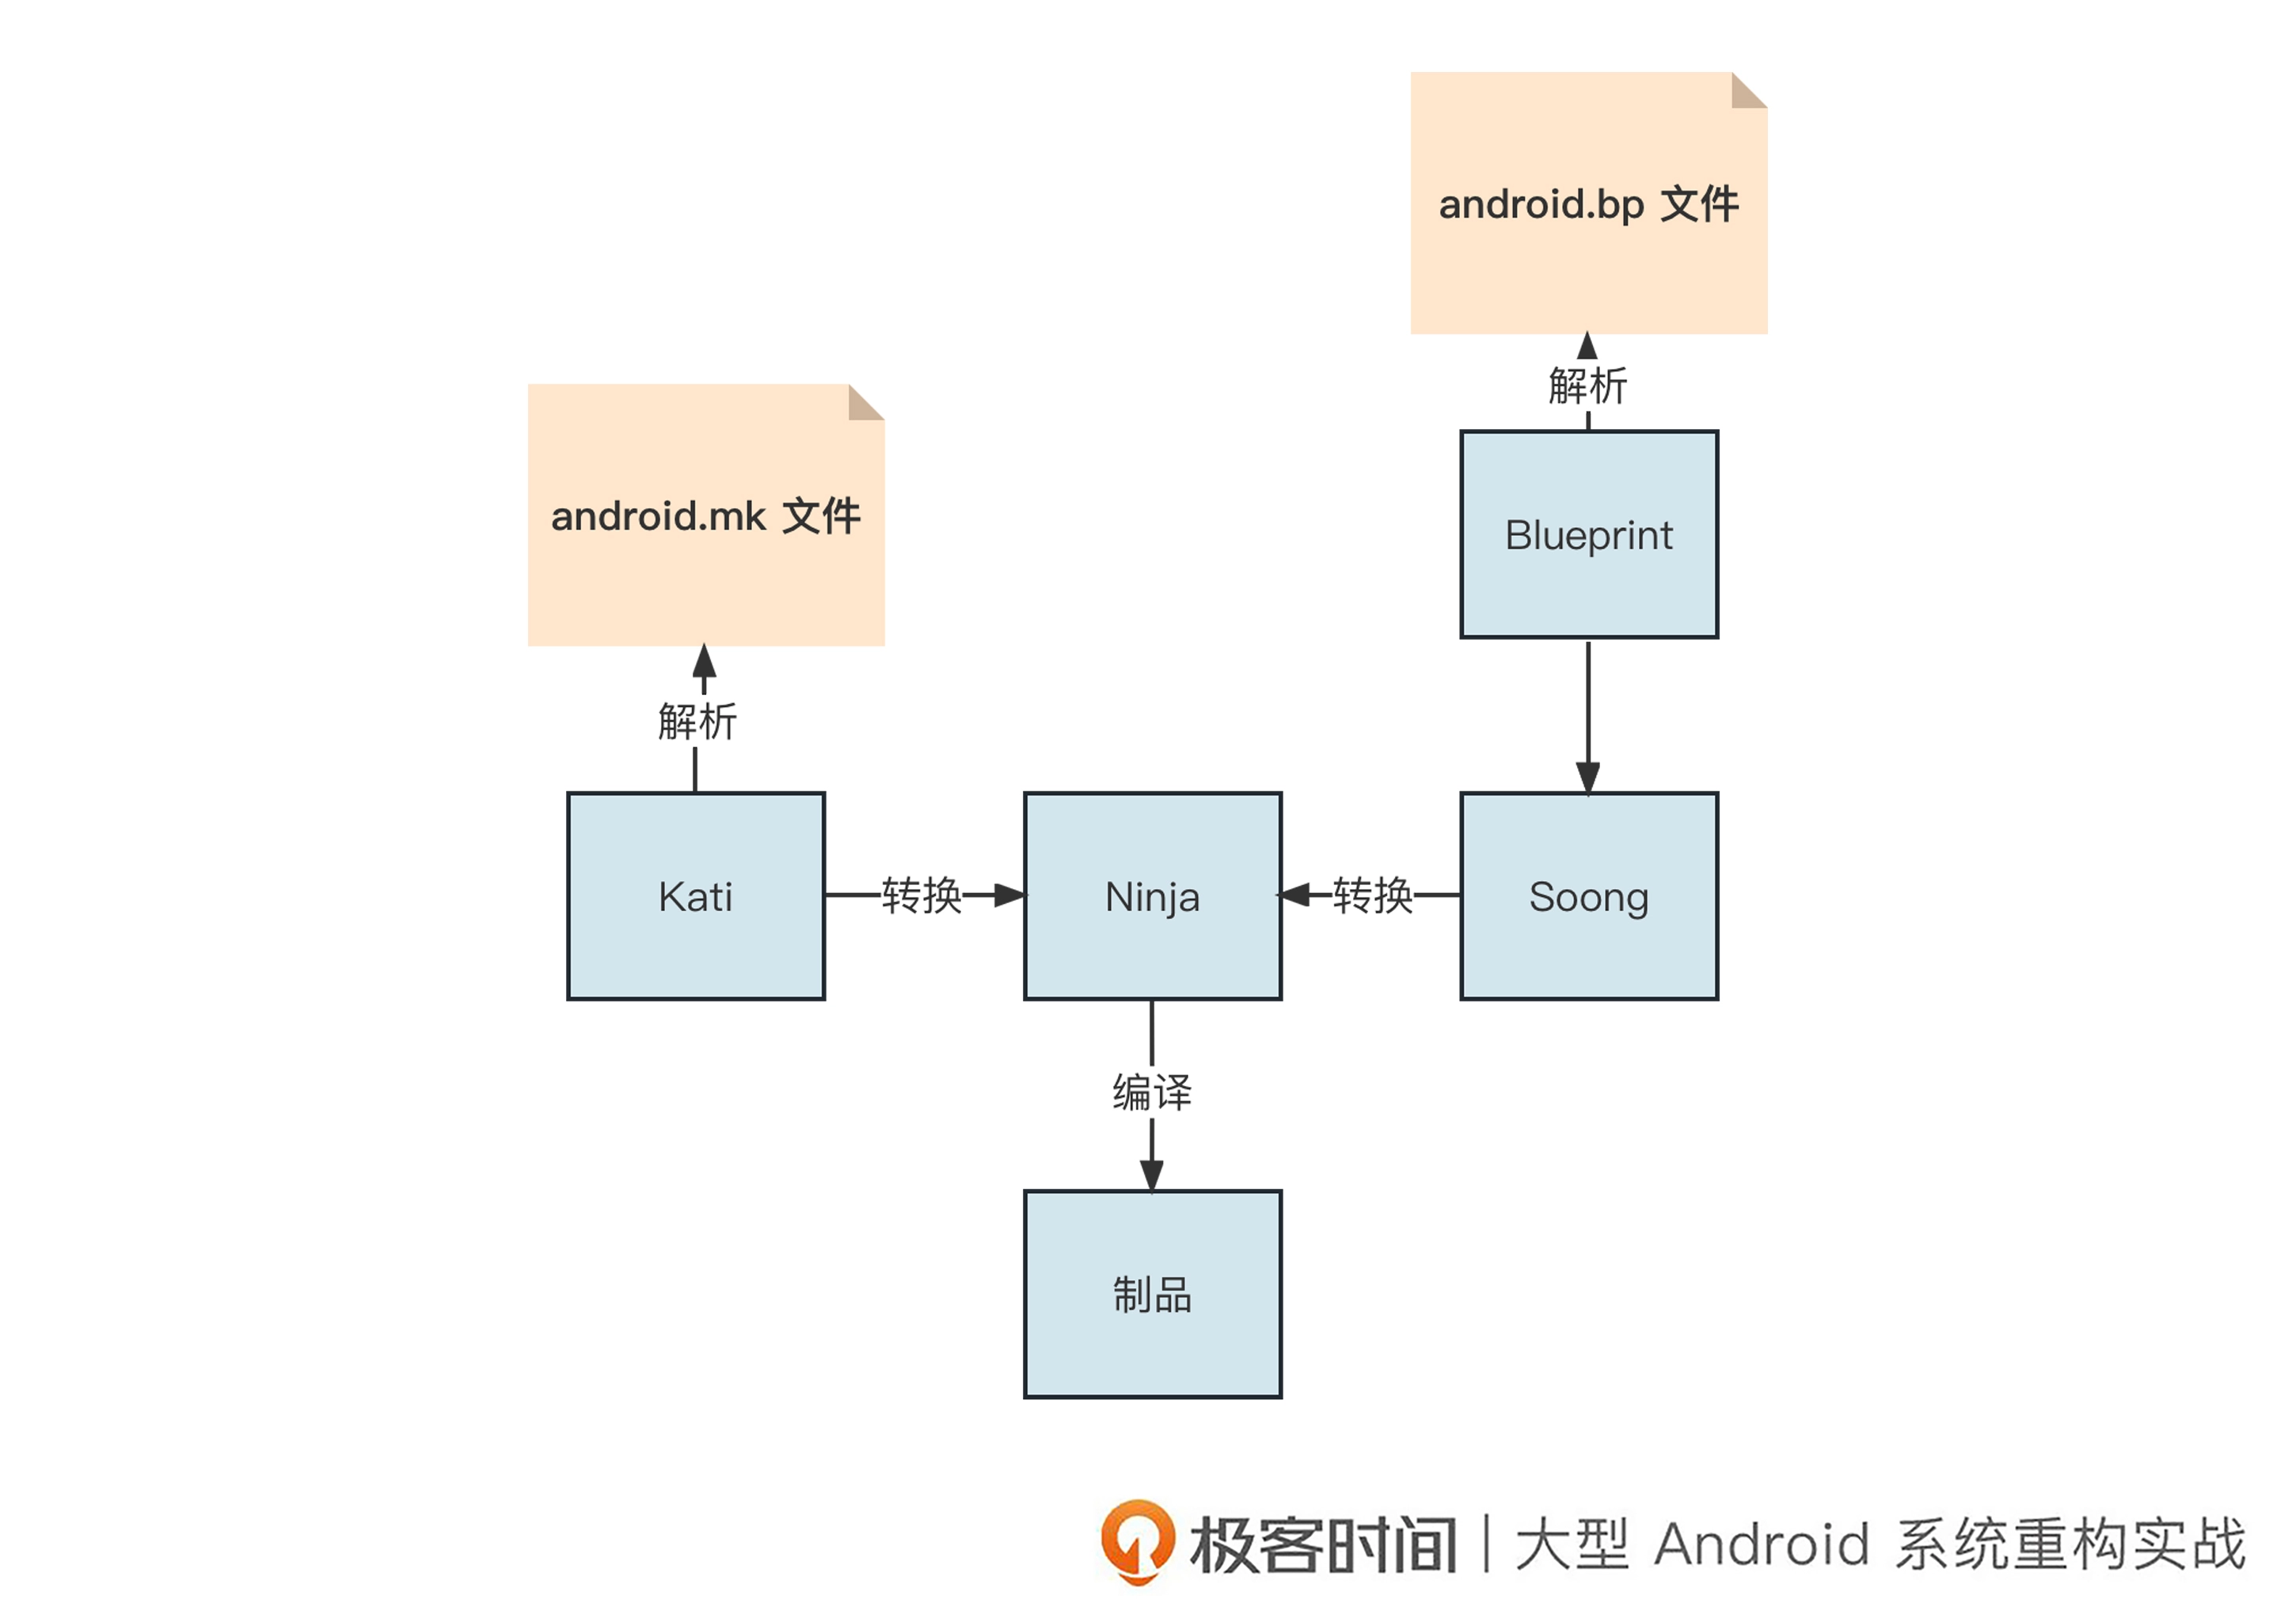 android.bp 文件
解析
Blueprint
android.mk 文件
解析
Kati
转换
Ninja
转换
Soong
编译
制品
极客时间 | 大型 Android 系统重构实战